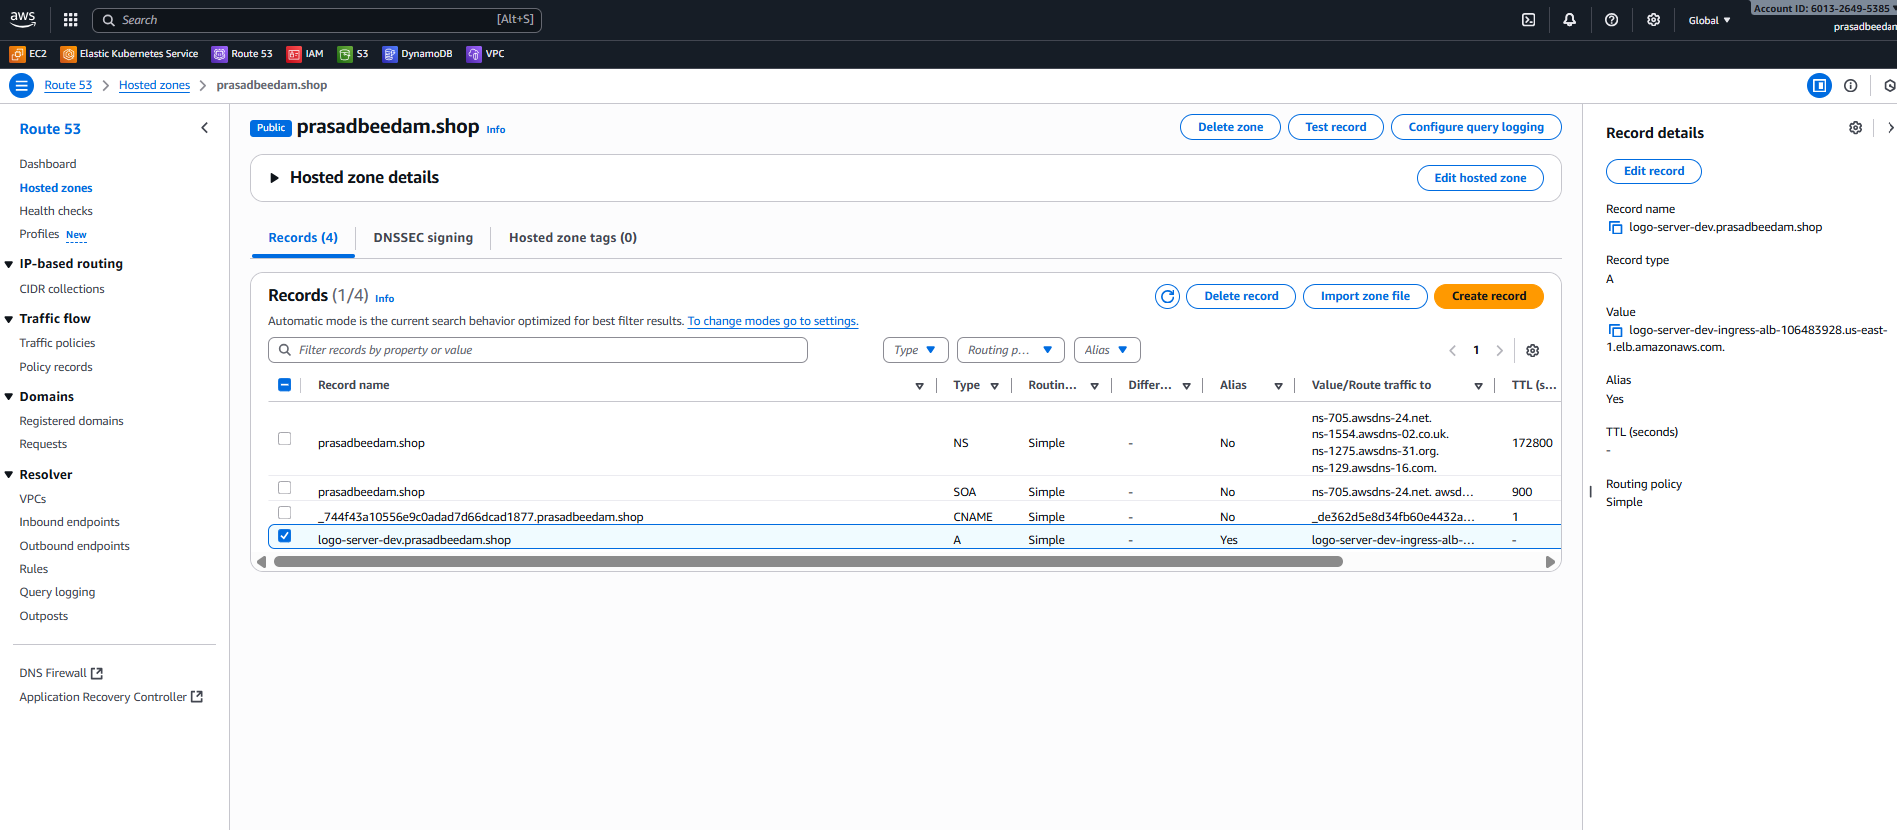 aws
Search [Alt+S]
Global
Account ID: 6013-2649-5385
prasadbeedam
EC2 Elastic Kubernetes Service Route 53 IAM S3 DynamoDB VPC
Route 53 > Hosted zones > prasadbeedam.shop
Route 53
Dashboard
Hosted zones
Health checks
Profiles New
IP-based routing
CIDR collections
Traffic flow
Traffic policies
Policy records
Domains
Registered domains
Requests
Resolver
VPCs
Inbound endpoints
Outbound endpoints
Rules
Query logging
Outposts
DNS Firewall
Application Recovery Controller
Public prasadbeedam.shop Info
Delete zone Test record Configure query logging
Hosted zone details
Edit hosted zone
Records (4) DNSSEC signing Hosted zone tags (0)
Records (1/4) Info
Delete record Import zone file Create record
Automatic mode is the current search behavior optimized for best filter results. To change modes go to settings.
Filter records by property or value
Type Routing p... Alias
1
Record name Type Routin... Differ... Alias Value/Route traffic to TTL (s...
prasadbeedam.shop NS Simple - No ns-705.awsdns-24.net.
ns-1554.awsdns-02.co.uk.
ns-1275.awsdns-31.org.
ns-129.awsdns-16.com.
172800
prasadbeedam.shop SOA Simple - No ns-705.awsdns-24.net. awsd... 900
_744f43a10556e9c0adad7d66dcad1877.prasadbeedam.shop CNAME Simple - No _de362d5e8d34fb60e4432a... 1
logo-server-dev.prasadbeedam.shop A Simple - Yes logo-server-dev-ingress-alb-... -
Record details
Edit record
Record name
logo-server-dev.prasadbeedam.shop
Record type
A
Value
logo-server-dev-ingress-alb-106483928.us-east-
1.elb.amazonaws.com.
Alias
Yes
TTL (seconds)
-
Routing policy
Simple